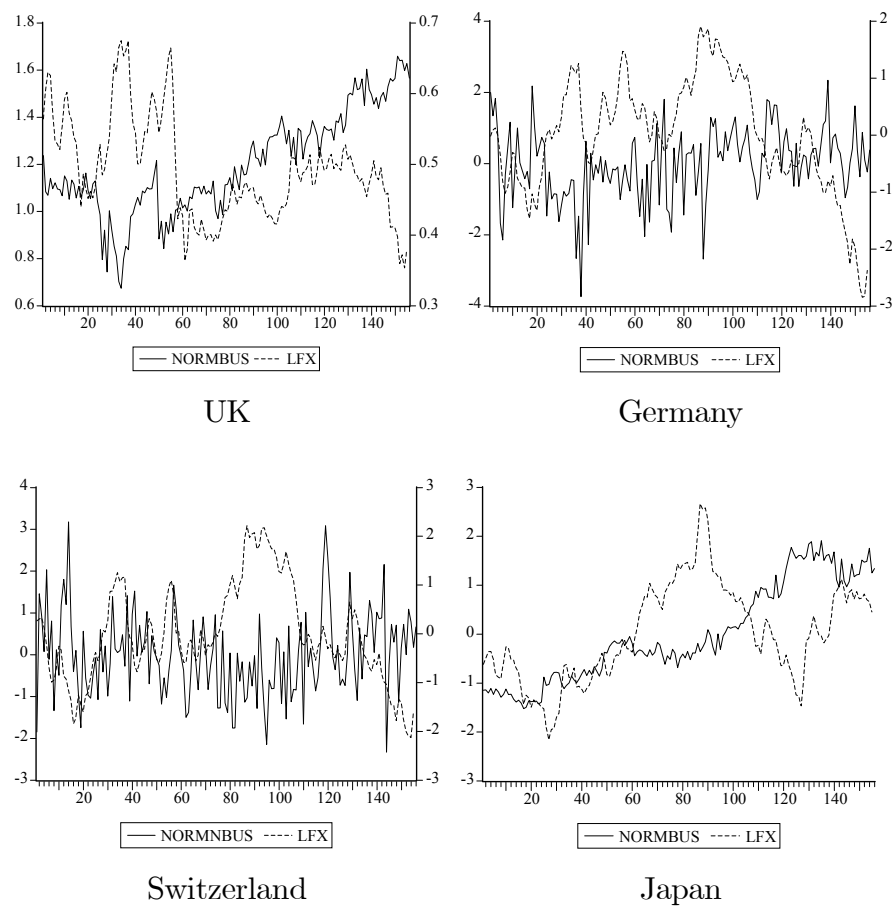 1.8 0.7 4 2
1.6 0.6 2 1
1.4 0 0
1.2 0.5 -2 -1
1.0 0.4 -4 -2
0.8 0.3 -3
0.6
20 40 60 80 100 120 140 20 40 60 80 100 120 140
NORMBUS LFX NORMBUS LFX
UK Germany
4 3 3
3 2 2
2 1 1
1 0 0
0 -1 -1
-1 -2 -2
-2 -3 -3
-3
20 40 60 80 100 120 140 20 40 60 80 100 120 140
NORMNBUS LFX NORMBUS LFX
Switzerland Japan